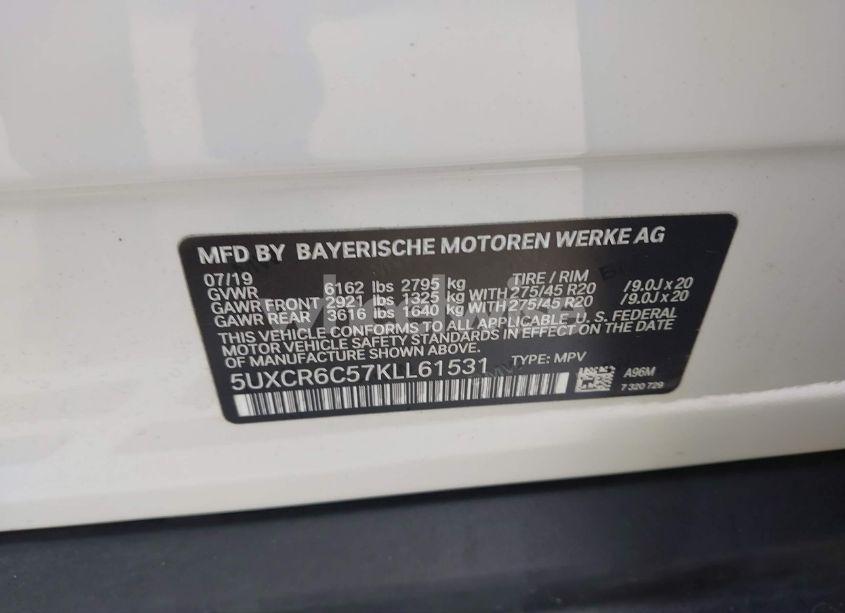 MFD BY BAYERISCHE MOTOREN WERKE AG
07/19 TIRE / RIM
GVWR 6162 lbs 2795 kg
GAWR FRONT 2921 lbs 1325 kg WITH 275/45 R20 /9.0J x 20
GAWR REAR 3616 lbs 1640 kg WITH 275/45 R20 /9.0J x 20
THIS VEHICLE CONFORMS TO ALL APPLICABLE U. S. FEDERAL
MOTOR VEHICLE SAFETY STANDARDS IN EFFECT ON THE DATE
OF MANUFACTURE SHOWN ABOVE.
5UXCR6C57KLL61531 TYPE: MPV
A96M
7 320 729